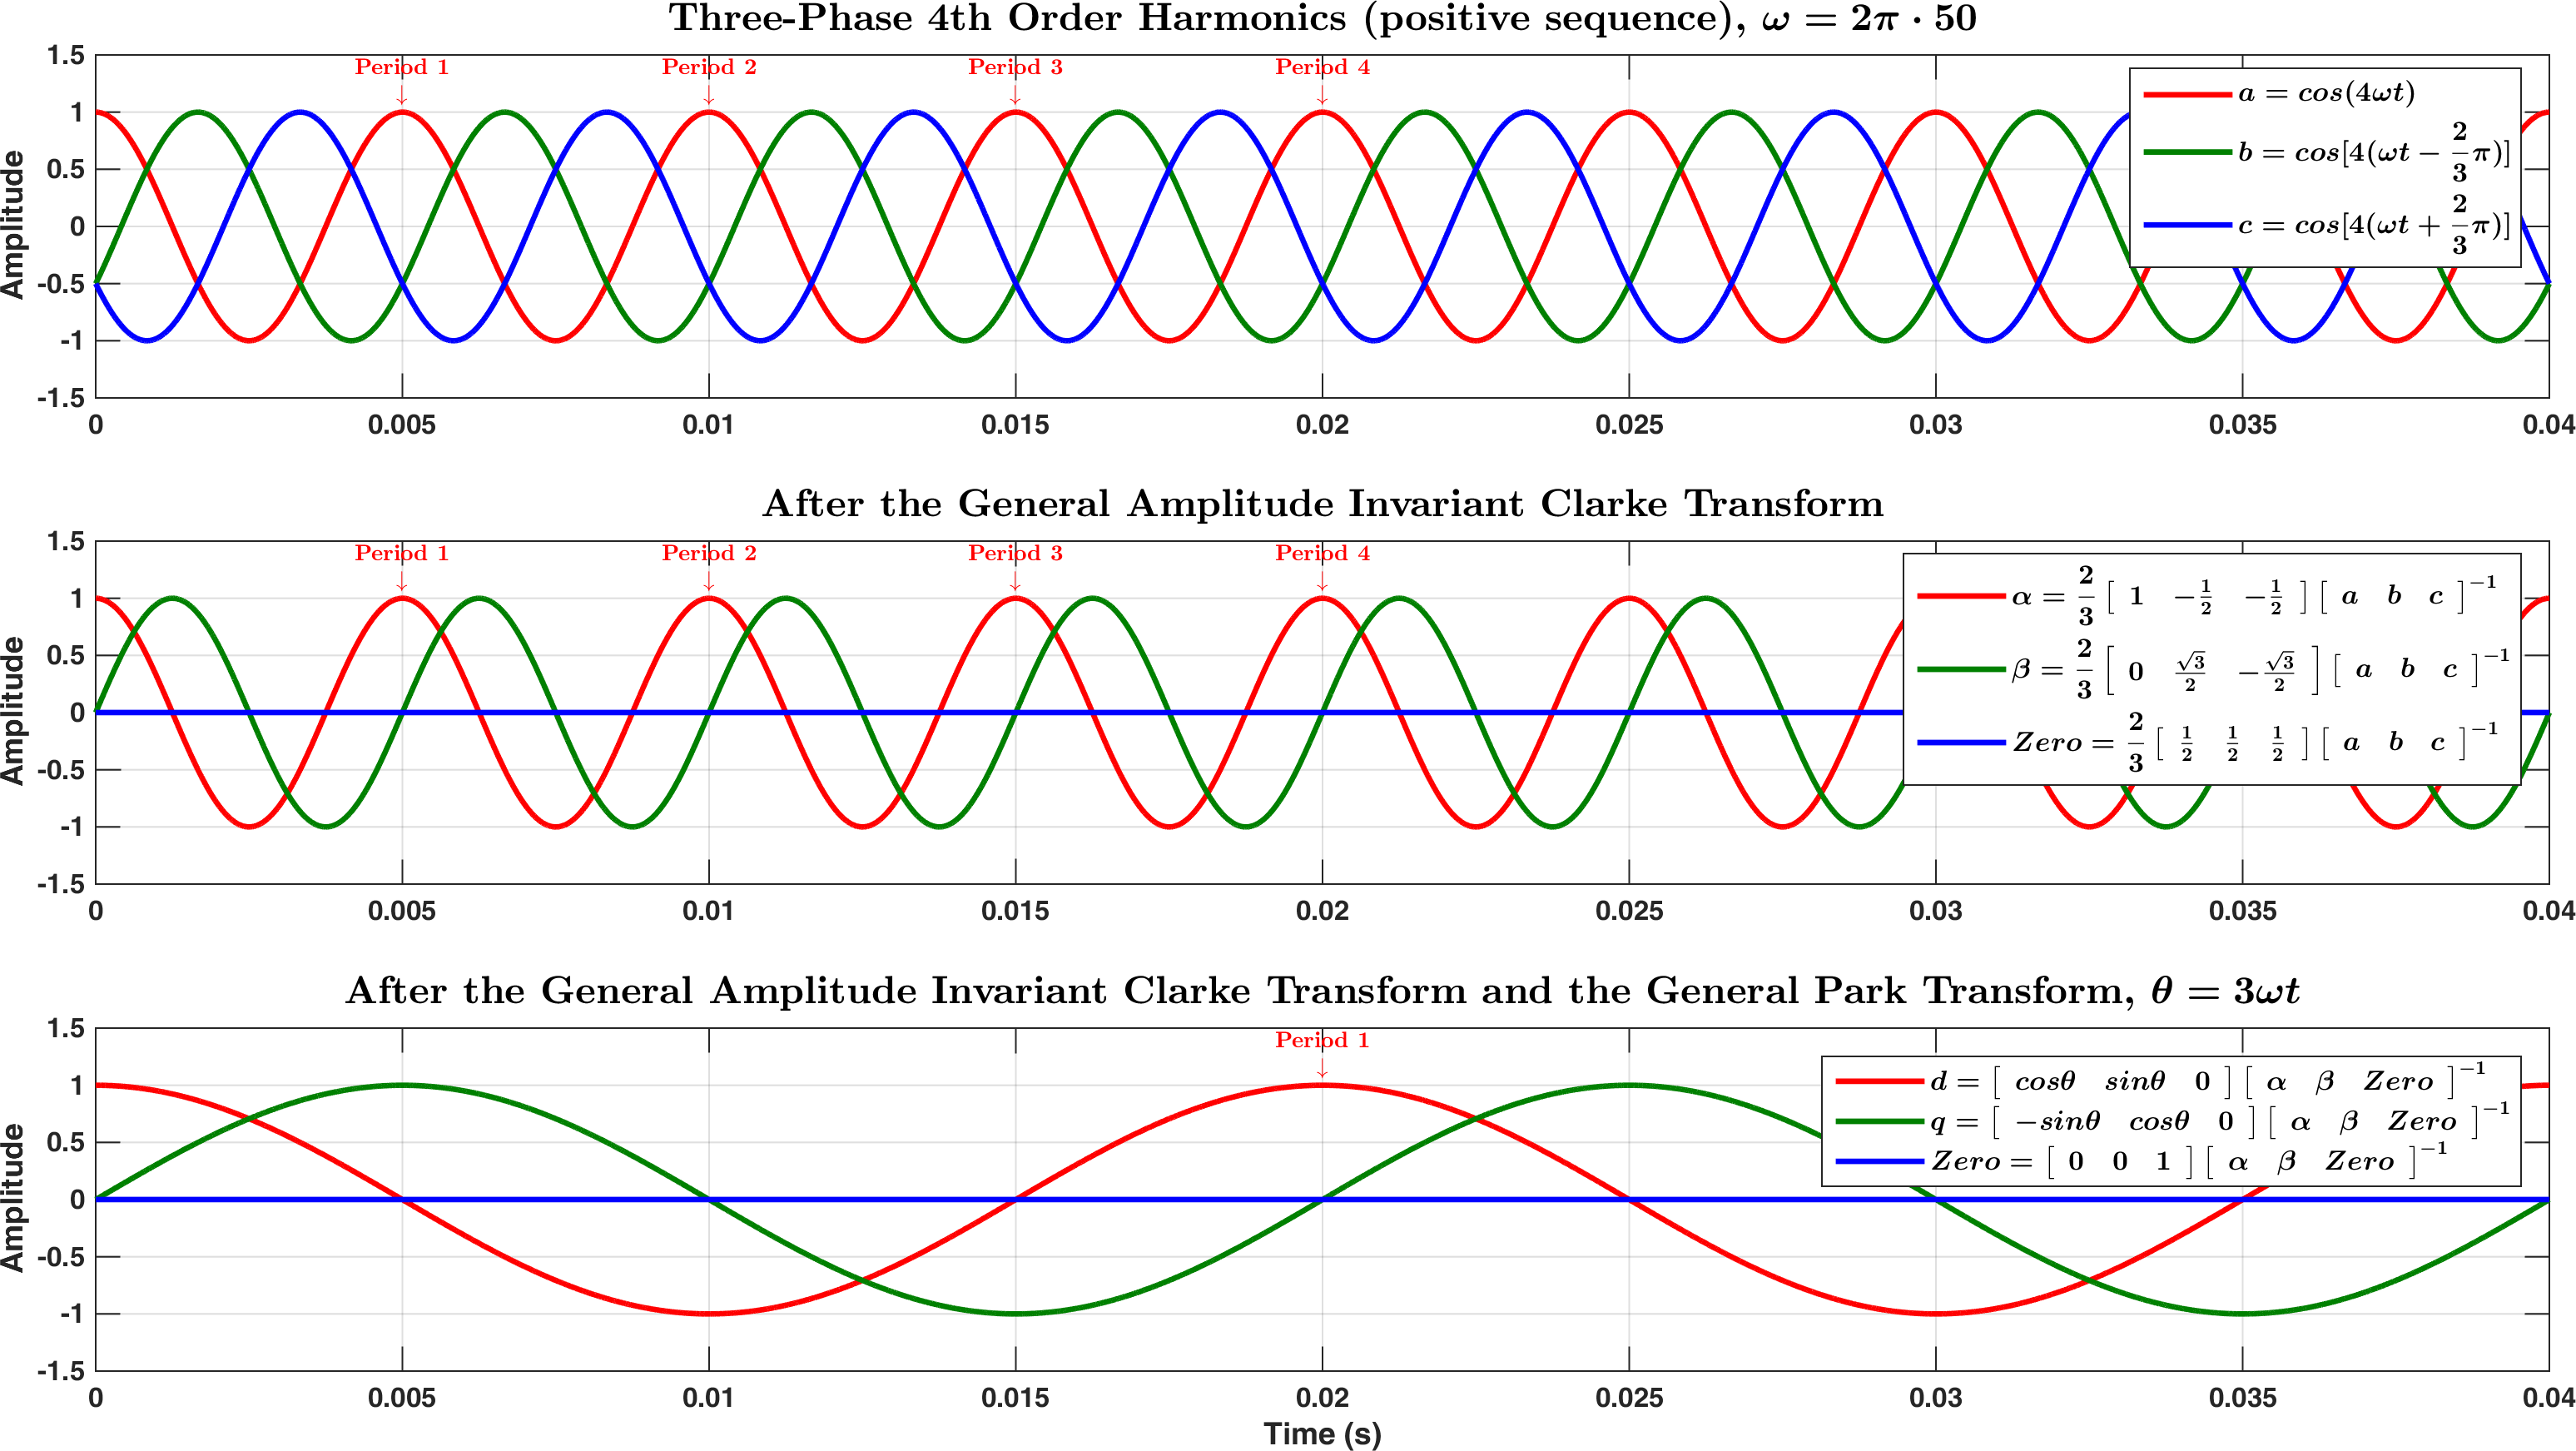 Three-Phase 4th Order Harmonics (positive sequence), ω = 2π · 50
Period 1 Period 2 Period 3 Period 4
a = cos(4ωt)
b = cos[4(ωt − 2/3 π)]
c = cos[4(ωt + 2/3 π)]
Amplitude
1.5
1
0.5
0
-0.5
-1
-1.5
0 0.005 0.01 0.015 0.02 0.025 0.03 0.035 0.04
After the General Amplitude Invariant Clarke Transform
Period 1 Period 2 Period 3 Period 4
α = 2/3 [ 1 −1/2 −1/2 ] [ a b c ]⁻¹
β = 2/3 [ 0 √3/2 −√3/2 ] [ a b c ]⁻¹
Zero = 2/3 [ 1/2 1/2 1/2 ] [ a b c ]⁻¹
Amplitude
1.5
1
0.5
0
-0.5
-1
-1.5
0 0.005 0.01 0.015 0.02 0.025 0.03 0.035 0.04
After the General Amplitude Invariant Clarke Transform and the General Park Transform, θ = 3ωt
Period 1
d = [ cosθ sinθ 0 ] [ α β Zero ]⁻¹
q = [ −sinθ cosθ 0 ] [ α β Zero ]⁻¹
Zero = [ 0 0 1 ] [ α β Zero ]⁻¹
Amplitude
1.5
1
0.5
0
-0.5
-1
-1.5
0 0.005 0.01 0.015 0.02 0.025 0.03 0.035 0.04
Time (s)